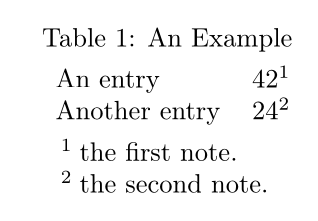 Table 1: An Example
An entry 42¹
Another entry 24²
¹ the first note.
² the second note.